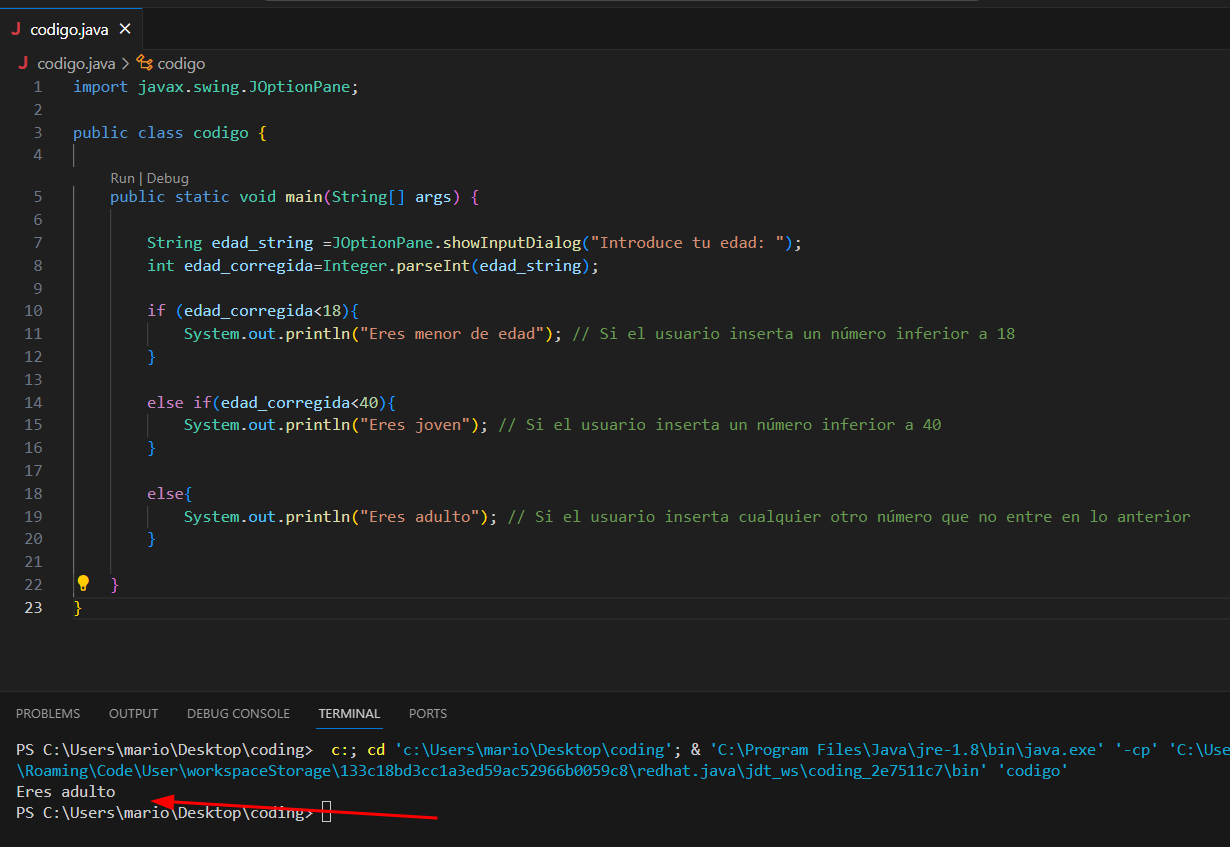 J codigo.java ×
J codigo.java > codigo
1 import javax.swing.JOptionPane;
2
3 public class codigo {
4
Run | Debug
5 public static void main(String[] args) {
6
7 String edad_string =JOptionPane.showInputDialog("Introduce tu edad: ");
8 int edad_corregida=Integer.parseInt(edad_string);
9
10 if (edad_corregida<18){
11 System.out.println("Eres menor de edad"); // Si el usuario inserta un número inferior a 18
12 }
13
14 else if(edad_corregida<40){
15 System.out.println("Eres joven"); // Si el usuario inserta un número inferior a 40
16 }
17
18 else{
19 System.out.println("Eres adulto"); // Si el usuario inserta cualquier otro número que no entre en lo anterior
20 }
21
22 }
23 }
PROBLEMS OUTPUT DEBUG CONSOLE TERMINAL PORTS
PS C:\Users\mario\Desktop\coding> c:; cd 'c:\Users\mario\Desktop\coding'; & 'C:\Program Files\Java\jre-1.8\bin\java.exe' '-cp' 'C:\Use
\Roaming\Code\User\workspaceStorage\133c18bd3cc1a3ed59ac52966b0059c8\redhat.java\jdt_ws\coding_2e7511c7\bin' 'codigo'
Eres adulto
PS C:\Users\mario\Desktop\coding>